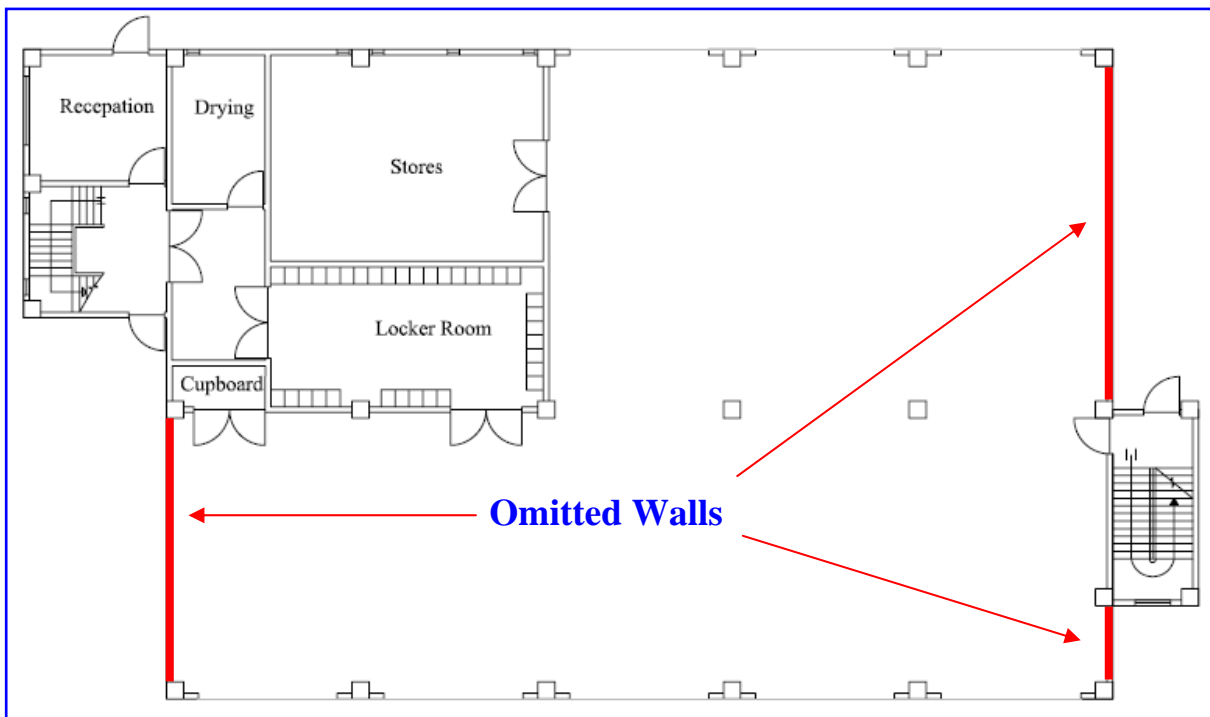 Recepation
Drying
Stores
Locker Room
Cupboard
Omitted Walls